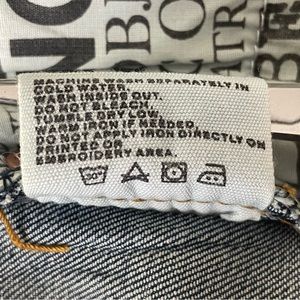 MACHINE WASH SEPARATELY IN
COLD WATER.
WASH INSIDE OUT.
DO NOT BLEACH.
TUMBLE DRY LOW.
WARM IRON IF NEEDED.
DO NOT APPLY IRON DIRECTLY ON
PRINTED OR
EMBROIDERY AREA.